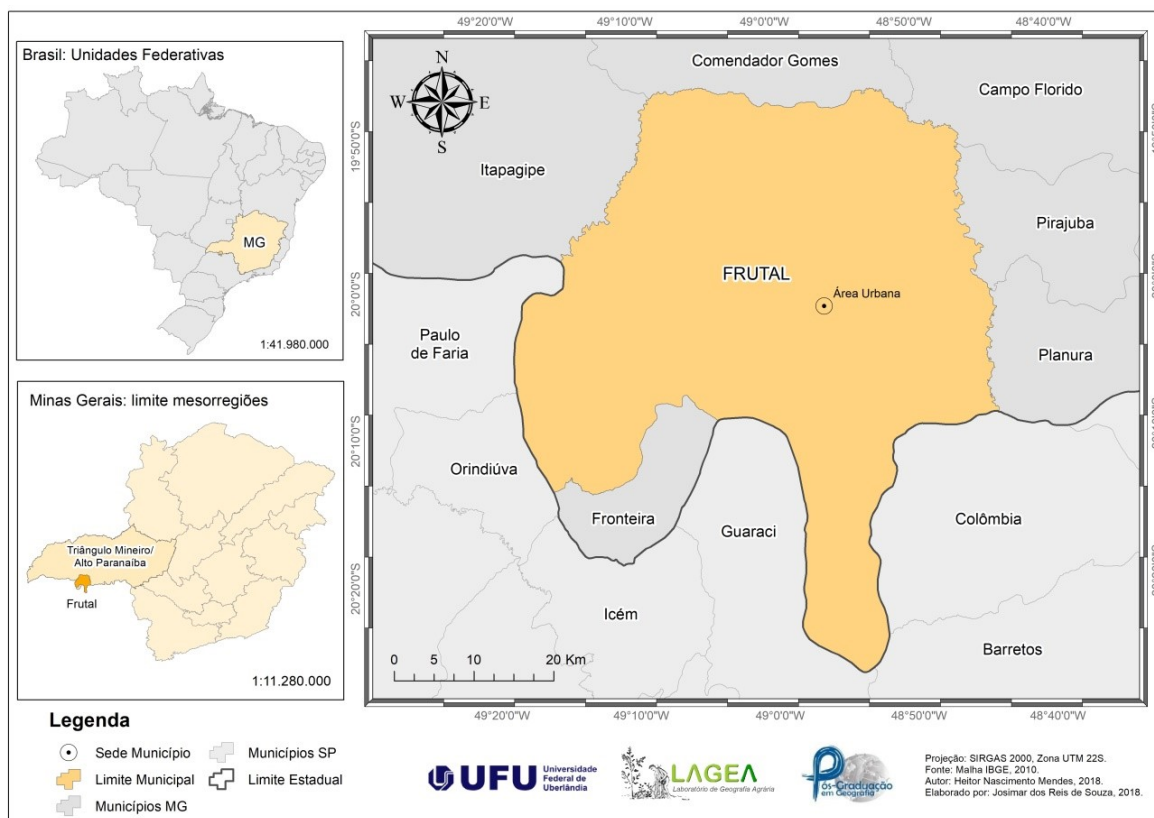 Brasil: Unidades Federativas
MG
1:41.980.000
Minas Gerais: limite mesorregiões
Triângulo Mineiro/
Alto Paranaíba
Frutal
1:11.280.000
49°20'0"W 49°10'0"W 49°0'0"W 48°50'0"W 48°40'0"W
N
W E
S
Comendador Gomes
Campo Florido
19°50'0"S
Itapagipe
Pirajuba
FRUTAL
Área Urbana
20°0'0"S
Paulo
de Faria
Planura
20°10'0"S
Orindiúva
Fronteira
Guaraci
Colômbia
20°20'0"S
Icém
Barretos
0 5 10 20 Km
49°20'0"W 49°10'0"W 49°0'0"W 48°50'0"W 48°40'0"W
Legenda
Sede Município
Limite Municipal
Municípios MG
Municípios SP
Limite Estadual
UFU
Universidade
Federal de
Uberlândia
LAGEA
Laboratório de Geografia Agrária
Pós-Graduação
em Geografia
Projeção: SIRGAS 2000, Zona UTM 22S.
Fonte: Malha IBGE, 2010.
Autor: Heitor Nascimento Mendes, 2018.
Elaborado por: Josimar dos Reis de Souza, 2018.